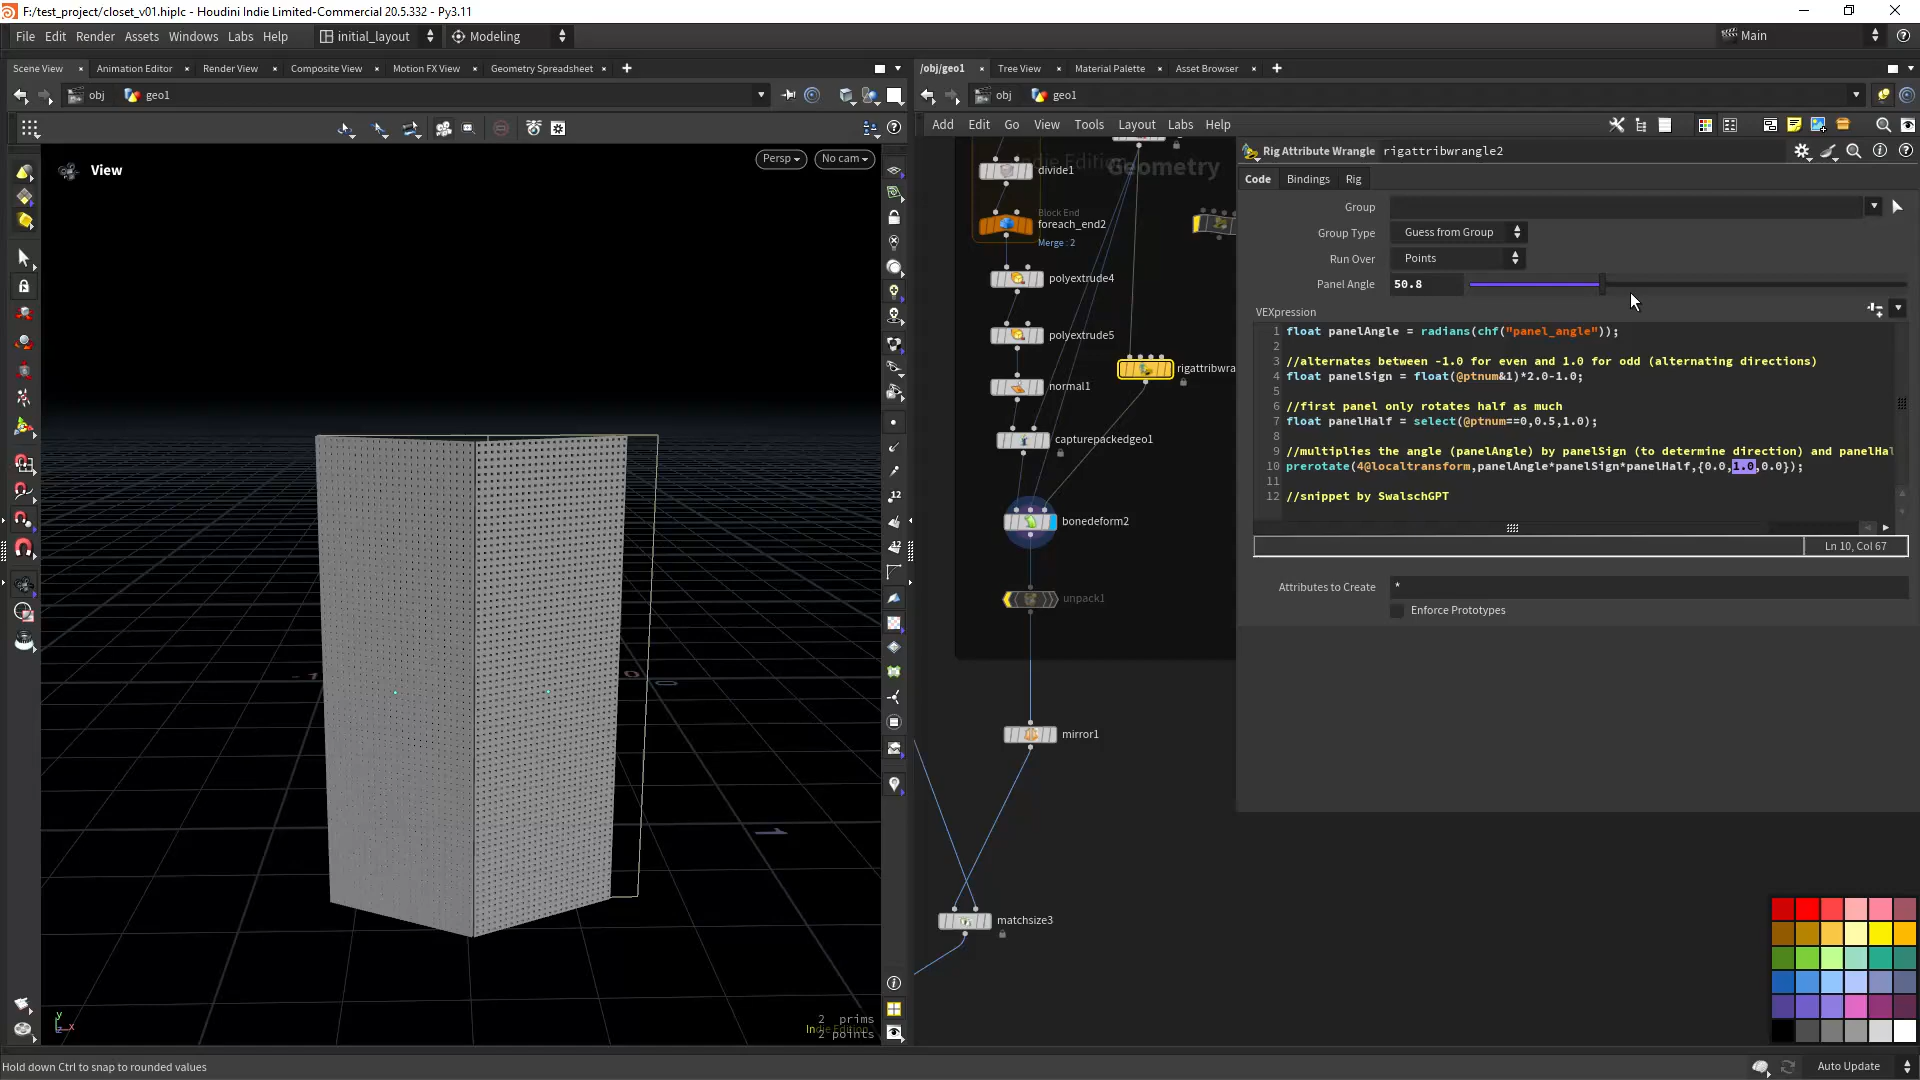 F:/test_project/closet_v01.hiplc - Houdini Indie Limited-Commercial 20.5.332 - Py3.11
File Edit Render Assets Windows Labs Help initial_layout Modeling Main
Scene View Animation Editor Render View Composite View Motion FX View Geometry Spreadsheet
/obj/geo1 Tree View Material Palette Asset Browser
obj geo1
obj geo1
Add Edit Go View Tools Layout Labs Help
View
Persp No cam
Indie Edition
Geometry
divide1
Block End
foreach_end2
Merge : 2
polyextrude4
polyextrude5
rigattribwra
normal1
capturepackedgeo1
bonedeform2
unpack1
mirror1
matchsize3
Rig Attribute Wrangle rigattribwrangle2
Code Bindings Rig
Group
Group Type Guess from Group
Run Over Points
Panel Angle 50.8
VEXpression
1 float panelAngle = radians(chf("panel_angle"));
2
3 //alternates between -1.0 for even and 1.0 for odd (alternating directions)
4 float panelSign = float(@ptnum&1)*2.0-1.0;
5
6 //first panel only rotates half as much
7 float panelHalf = select(@ptnum==0,0.5,1.0);
8
9 //multiplies the angle (panelAngle) by panelSign (to determine direction) and panelHal
10 prerotate(4@localtransform,panelAngle*panelSign*panelHalf,{0.0,1.0,0.0});
11
12 //snippet by SwalschGPT
Ln 10, Col 67
Attributes to Create *
Enforce Prototypes
12
12
y
x
2 prims
2 points
Hold down Ctrl to snap to rounded values
Auto Update